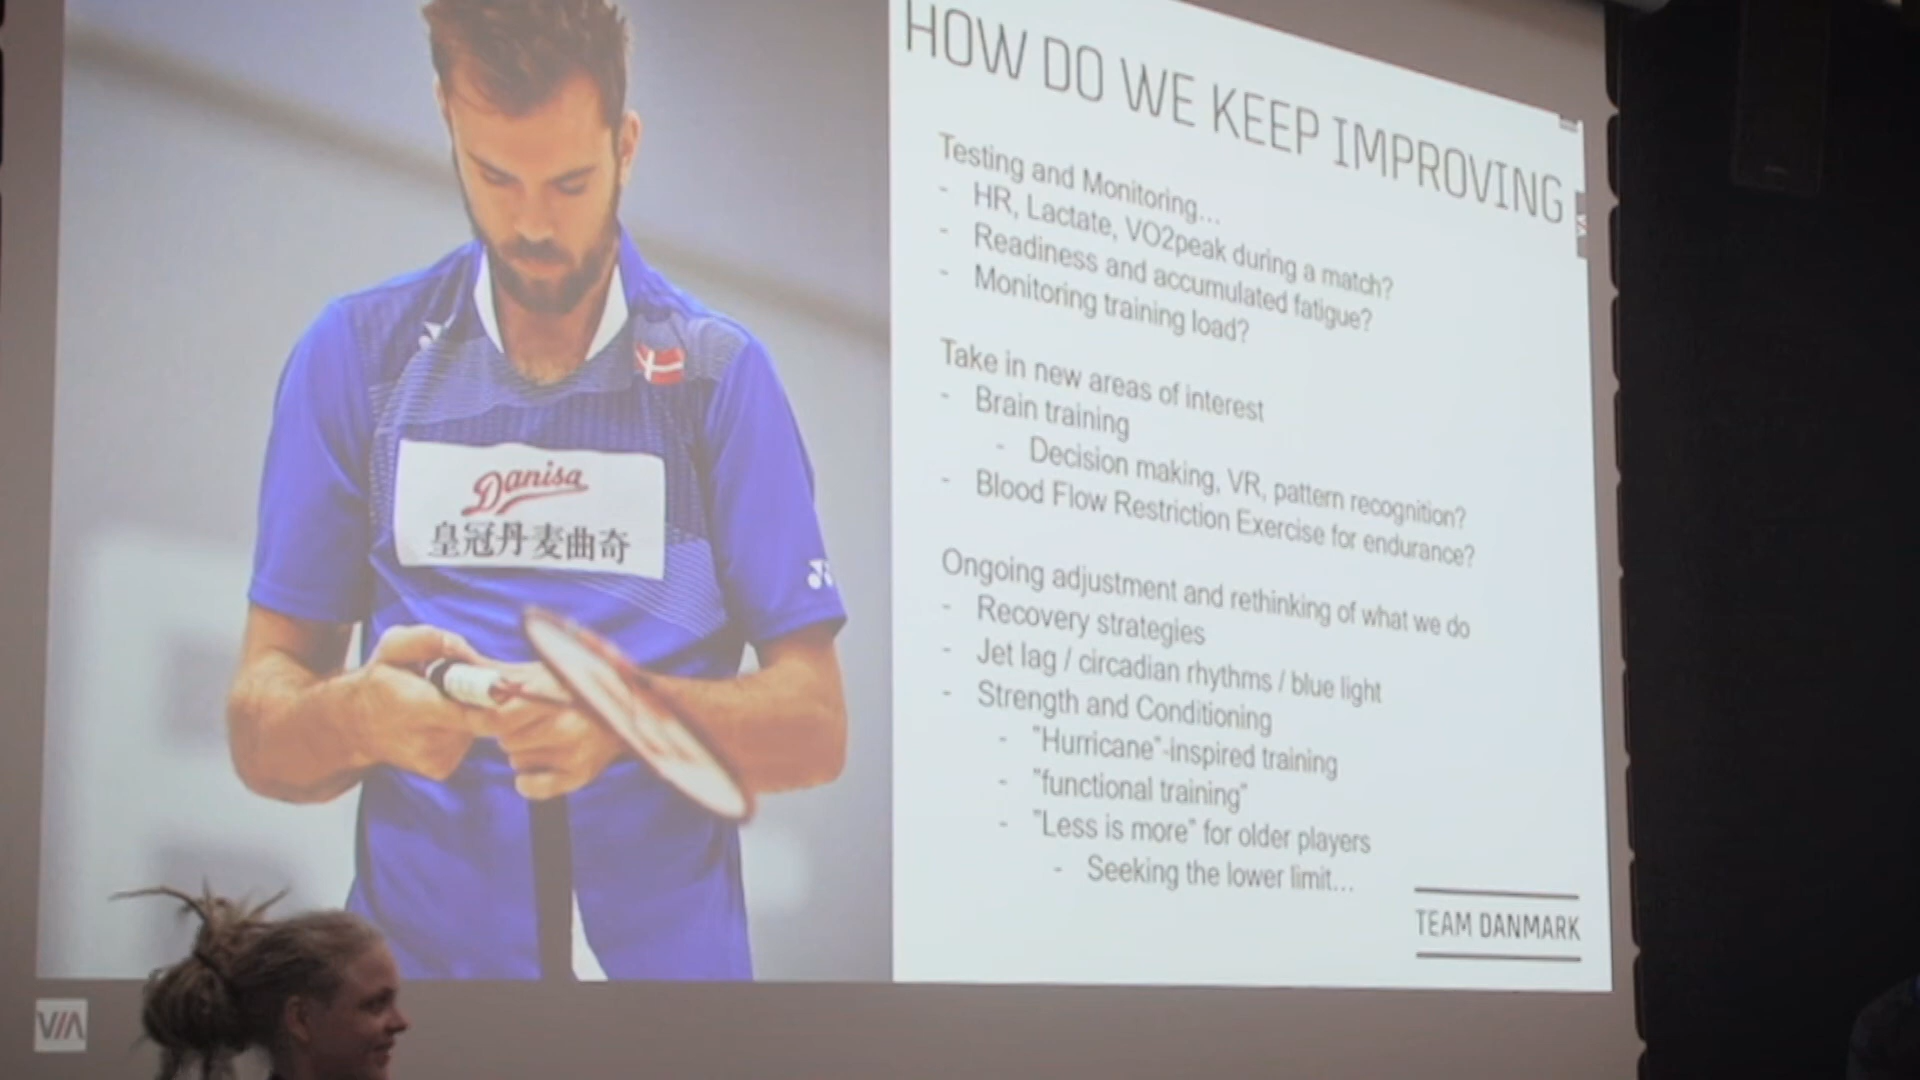 HOW DO WE KEEP IMPROVING
Testing and Monitoring...
- HR, Lactate, VO2peak during a match?
- Readiness and accumulated fatigue?
- Monitoring training load?
Take in new areas of interest
- Brain training
- Decision making, VR, pattern recognition?
- Blood Flow Restriction Exercise for endurance?
Ongoing adjustment and rethinking of what we do
- Recovery strategies
- Jet lag / circadian rhythms / blue light
- Strength and Conditioning
- "Hurricane"-inspired training
- "functional training"
- "Less is more" for older players
- Seeking the lower limit...
TEAM DANMARK
Danisa
皇冠丹麦曲奇
VIA